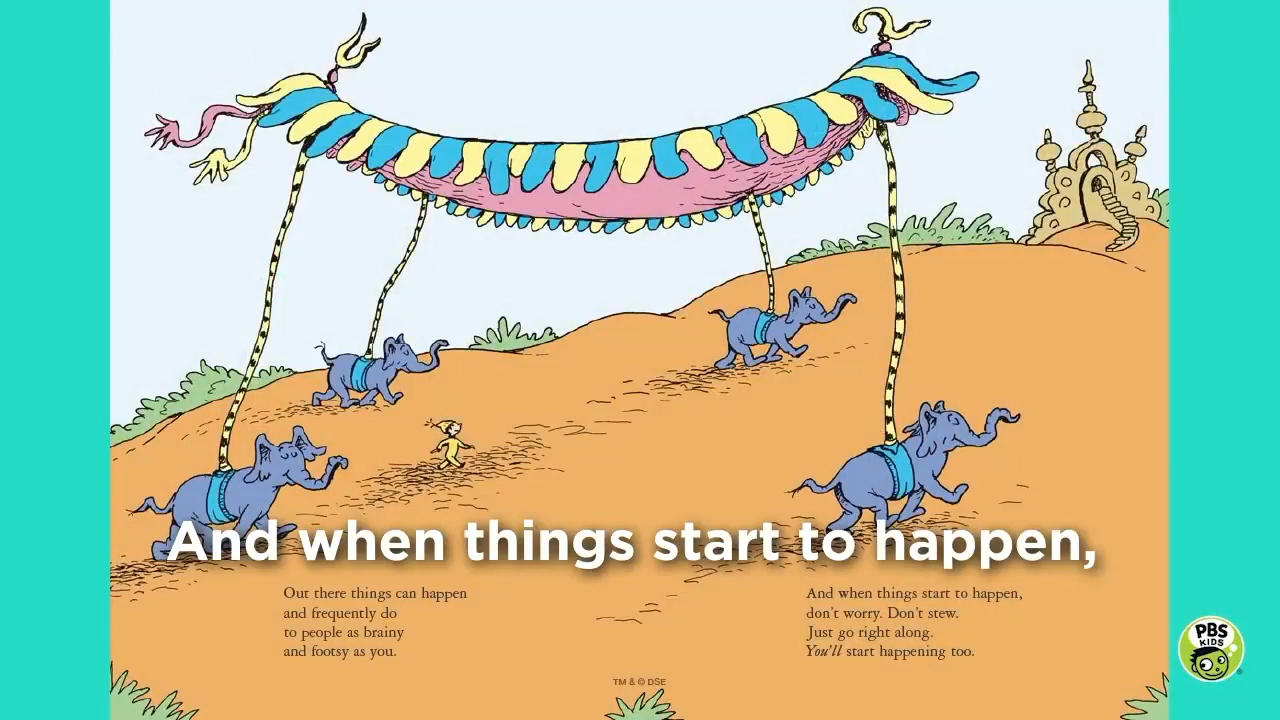 And when things start to happen,
Out there things can happen
and frequently do
to people as brainy
and footsy as you.
And when things start to happen,
don't worry. Don't stew.
Just go right along.
You'll start happening too.
TM & © DSE
PBS
KIDS
®